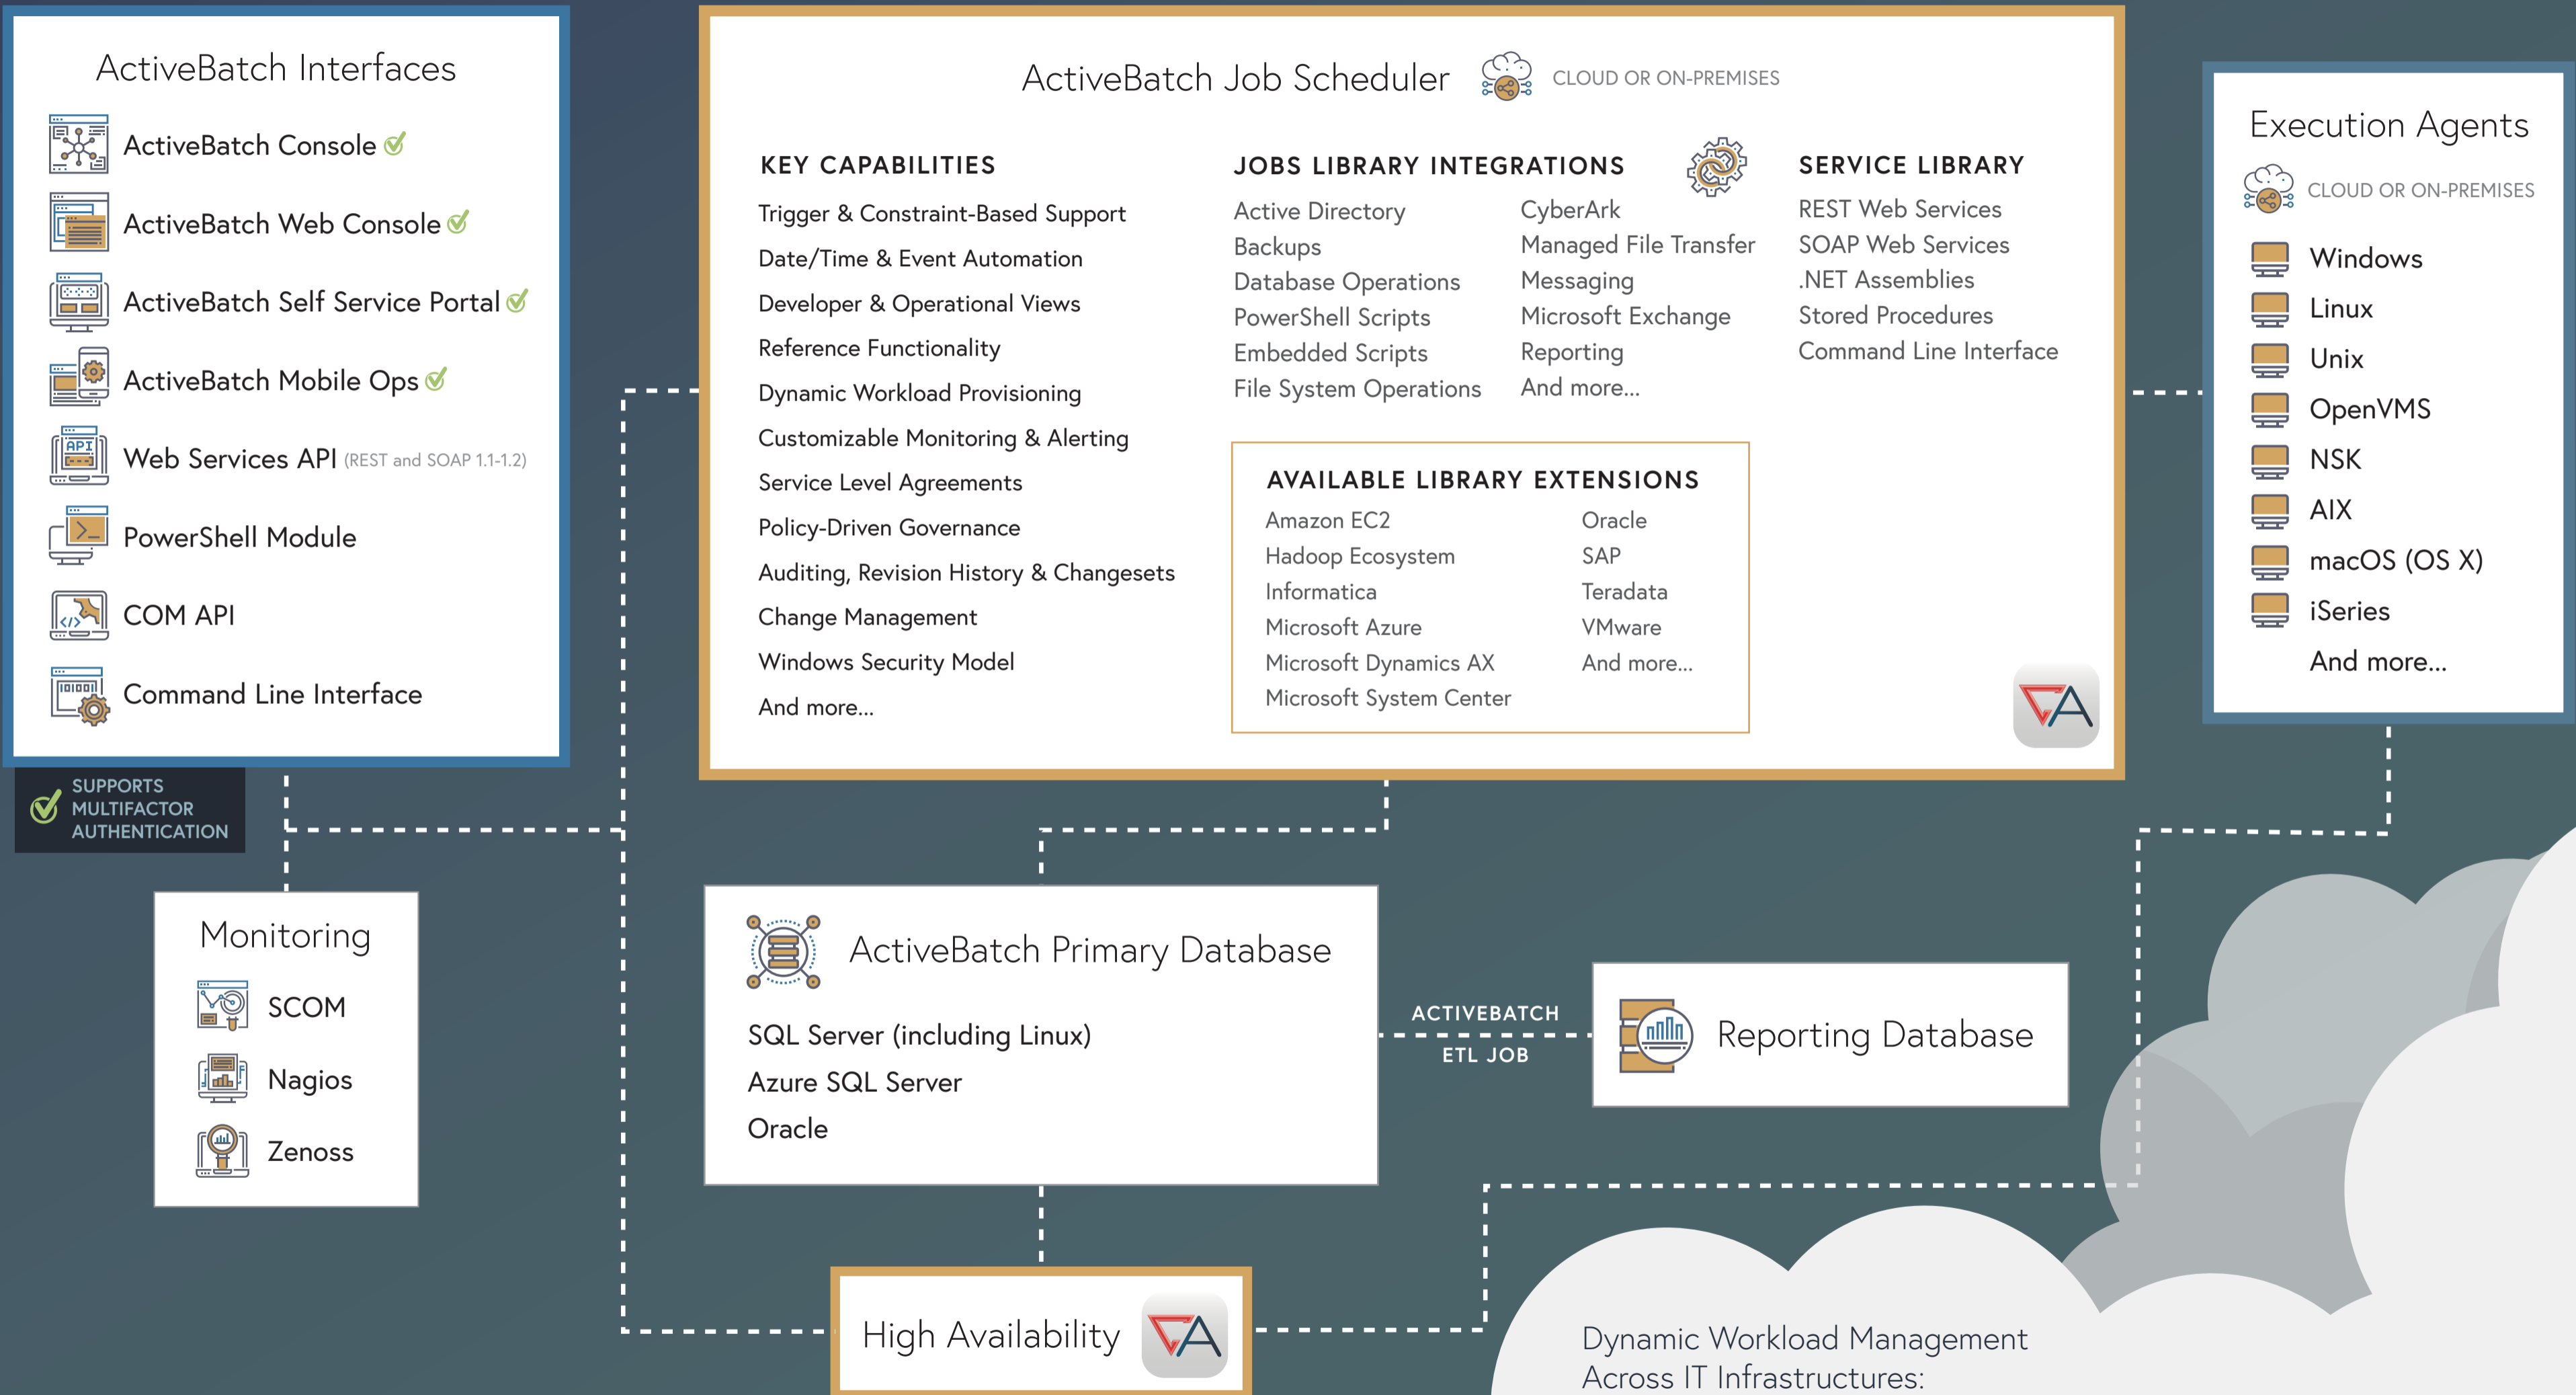 ActiveBatch Interfaces
ActiveBatch Console
ActiveBatch Web Console
ActiveBatch Self Service Portal
ActiveBatch Mobile Ops
API
Web Services API (REST and SOAP 1.1-1.2)
PowerShell Module
COM API
Command Line Interface
SUPPORTS
MULTIFACTOR
AUTHENTICATION
Monitoring
SCOM
Nagios
Zenoss
ActiveBatch Job Scheduler
CLOUD OR ON-PREMISES
KEY CAPABILITIES
Trigger & Constraint-Based Support
Date/Time & Event Automation
Developer & Operational Views
Reference Functionality
Dynamic Workload Provisioning
Customizable Monitoring & Alerting
Service Level Agreements
Policy-Driven Governance
Auditing, Revision History & Changesets
Change Management
Windows Security Model
And more...
JOBS LIBRARY INTEGRATIONS
Active Directory
Backups
Database Operations
PowerShell Scripts
Embedded Scripts
File System Operations
CyberArk
Managed File Transfer
Messaging
Microsoft Exchange
Reporting
And more...
SERVICE LIBRARY
REST Web Services
SOAP Web Services
.NET Assemblies
Stored Procedures
Command Line Interface
AVAILABLE LIBRARY EXTENSIONS
Amazon EC2
Hadoop Ecosystem
Informatica
Microsoft Azure
Microsoft Dynamics AX
Microsoft System Center
Oracle
SAP
Teradata
VMware
And more...
Execution Agents
CLOUD OR ON-PREMISES
Windows
Linux
Unix
OpenVMS
NSK
AIX
macOS (OS X)
iSeries
And more...
ActiveBatch Primary Database
SQL Server (including Linux)
Azure SQL Server
Oracle
ACTIVEBATCH
ETL JOB
Reporting Database
High Availability
Dynamic Workload Management
Across IT Infrastructures: